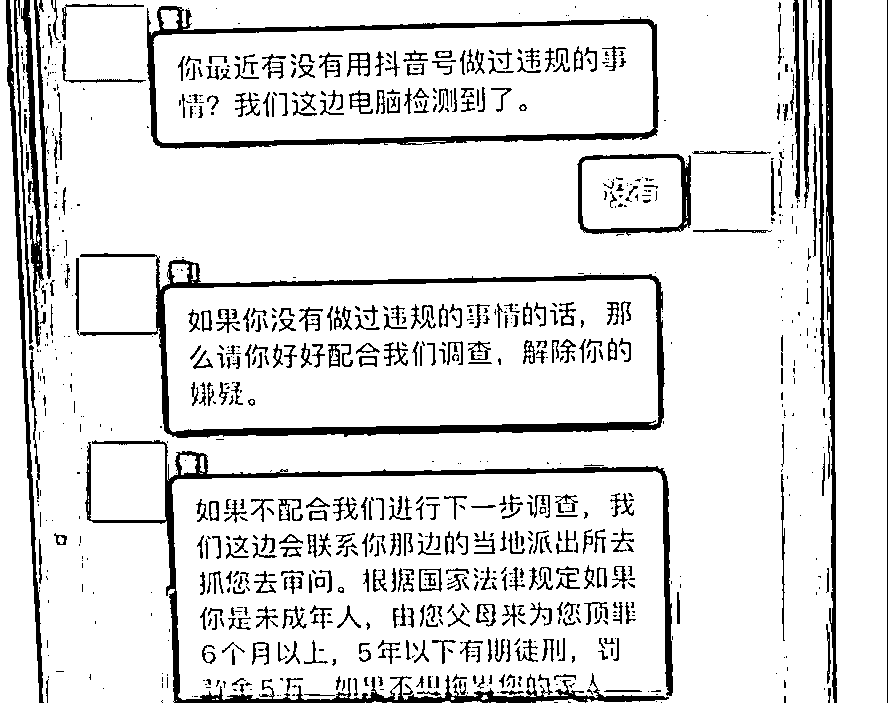 你最近有没有用抖音号做过违规的事
情？我们这边电脑检测到了。
没有
如果你没有做过违规的事情的话，那
么请你好好配合我们调查，解除你的
嫌疑。
如果不配合我们进行下一步调查，我
们这边会联系你那边的当地派出所去
抓您去审问。根据国家法律规定如果
你是未成年人，由您父母来为您顶罪
6个月以上，5年以下有期徒刑，罚
款金5万 如果不想拖累您的家人